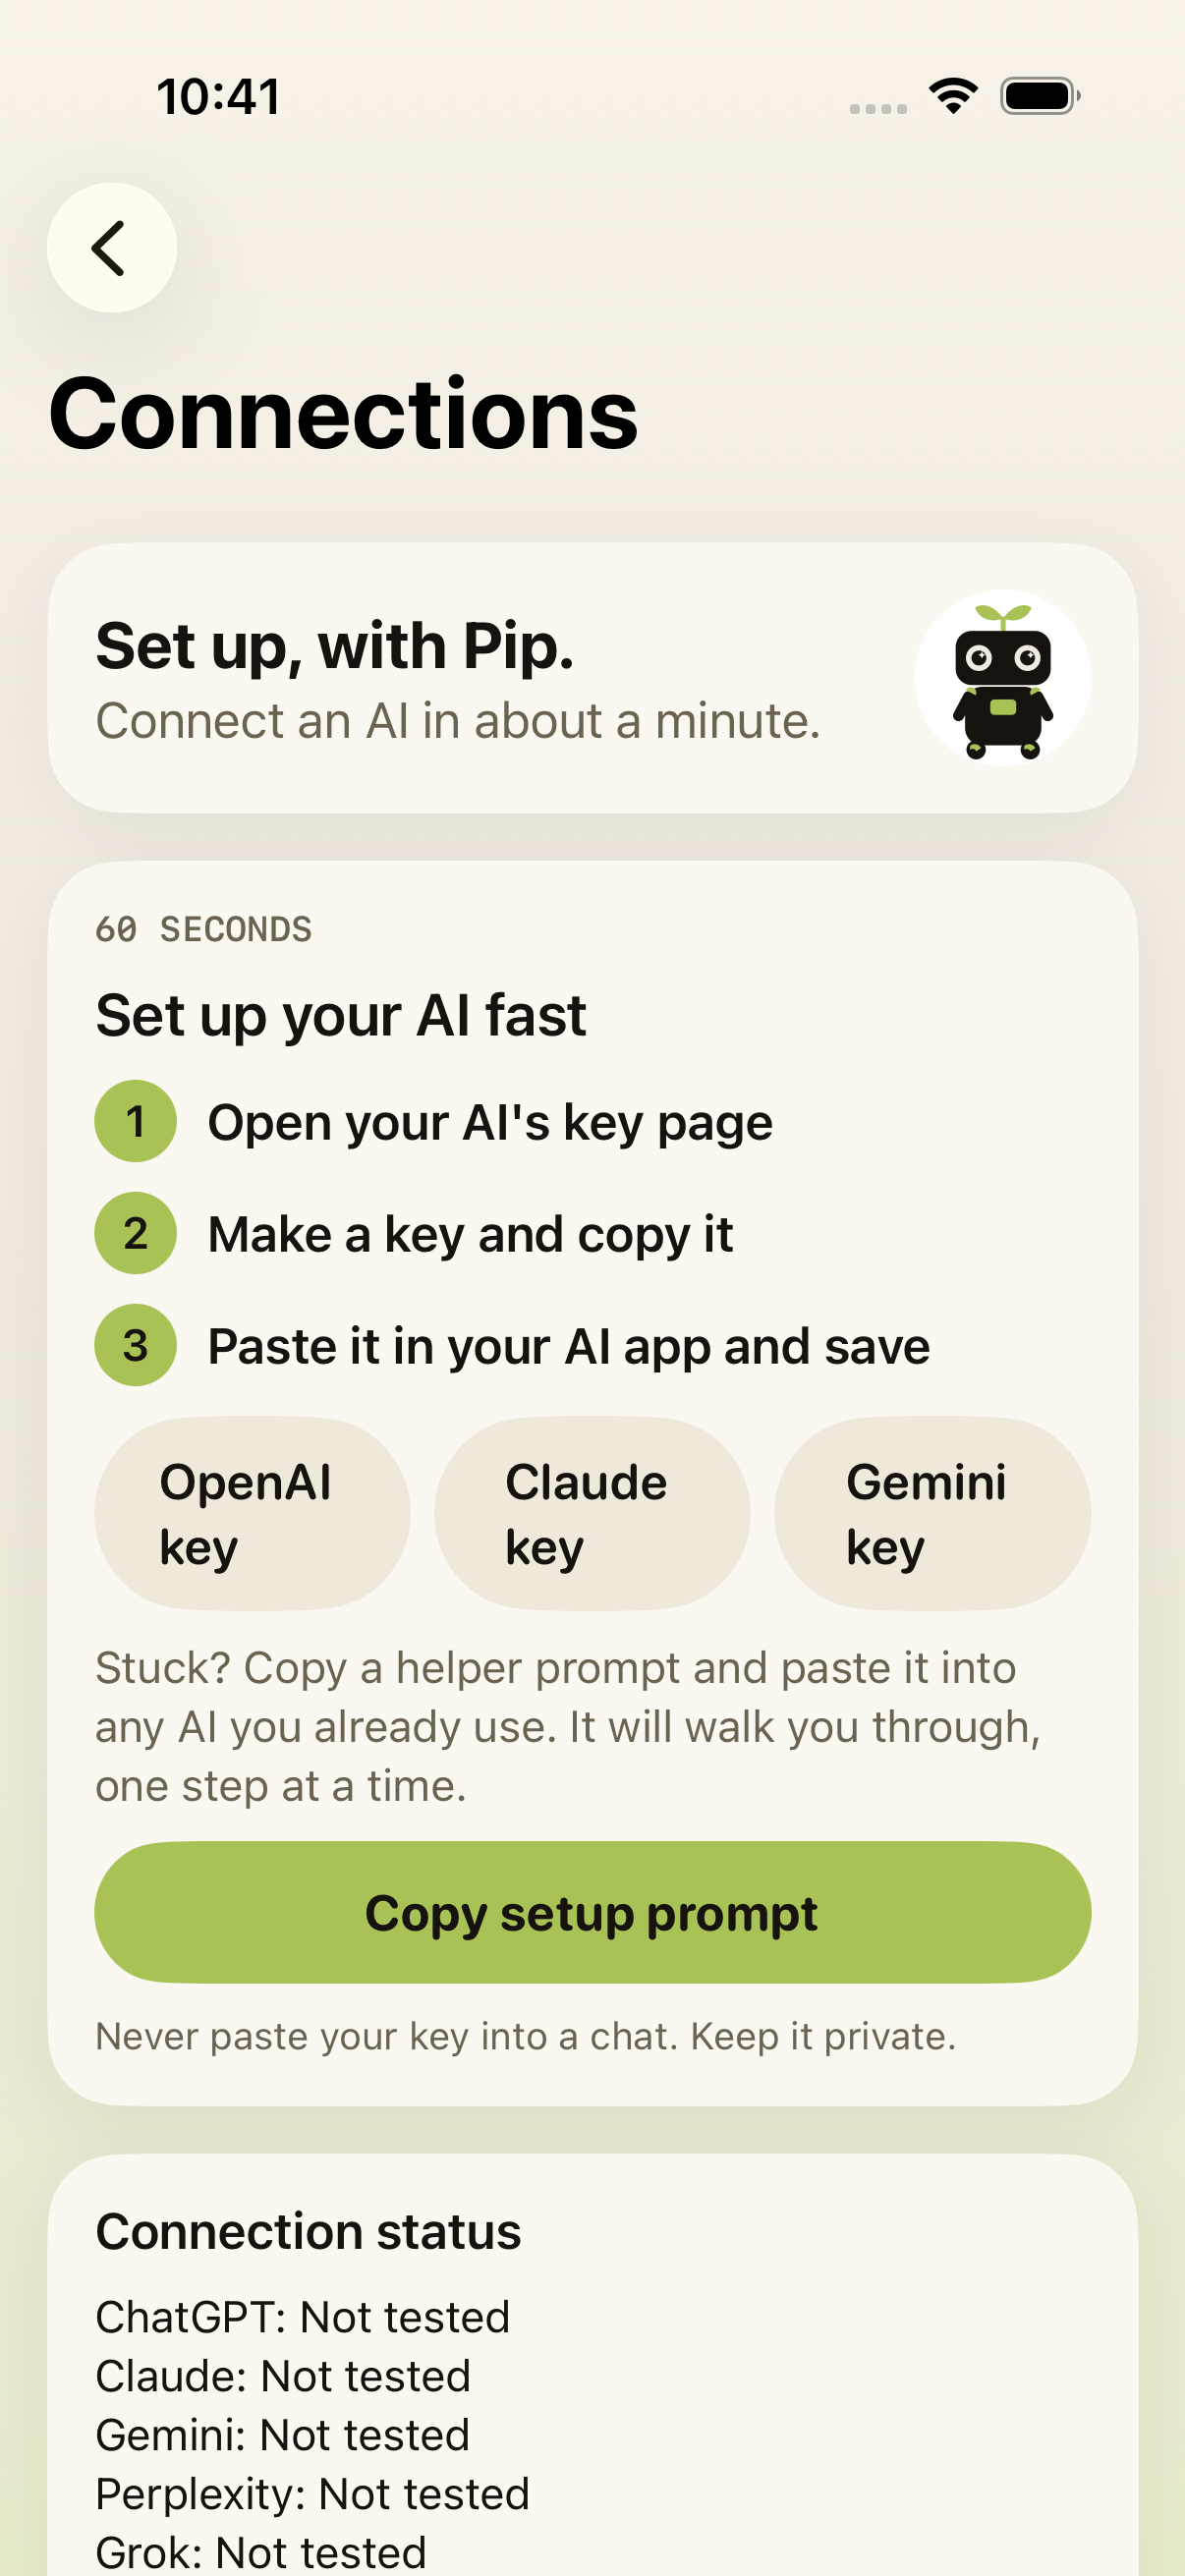 10:41
Connections
Set up, with Pip.
Connect an AI in about a minute.
60 SECONDS
Set up your AI fast
1 Open your AI's key page
2 Make a key and copy it
3 Paste it in your AI app and save
OpenAI
key
Claude
key
Gemini
key
Stuck? Copy a helper prompt and paste it into
any AI you already use. It will walk you through,
one step at a time.
Copy setup prompt
Never paste your key into a chat. Keep it private.
Connection status
ChatGPT: Not tested
Claude: Not tested
Gemini: Not tested
Perplexity: Not tested
Grok: Not tested